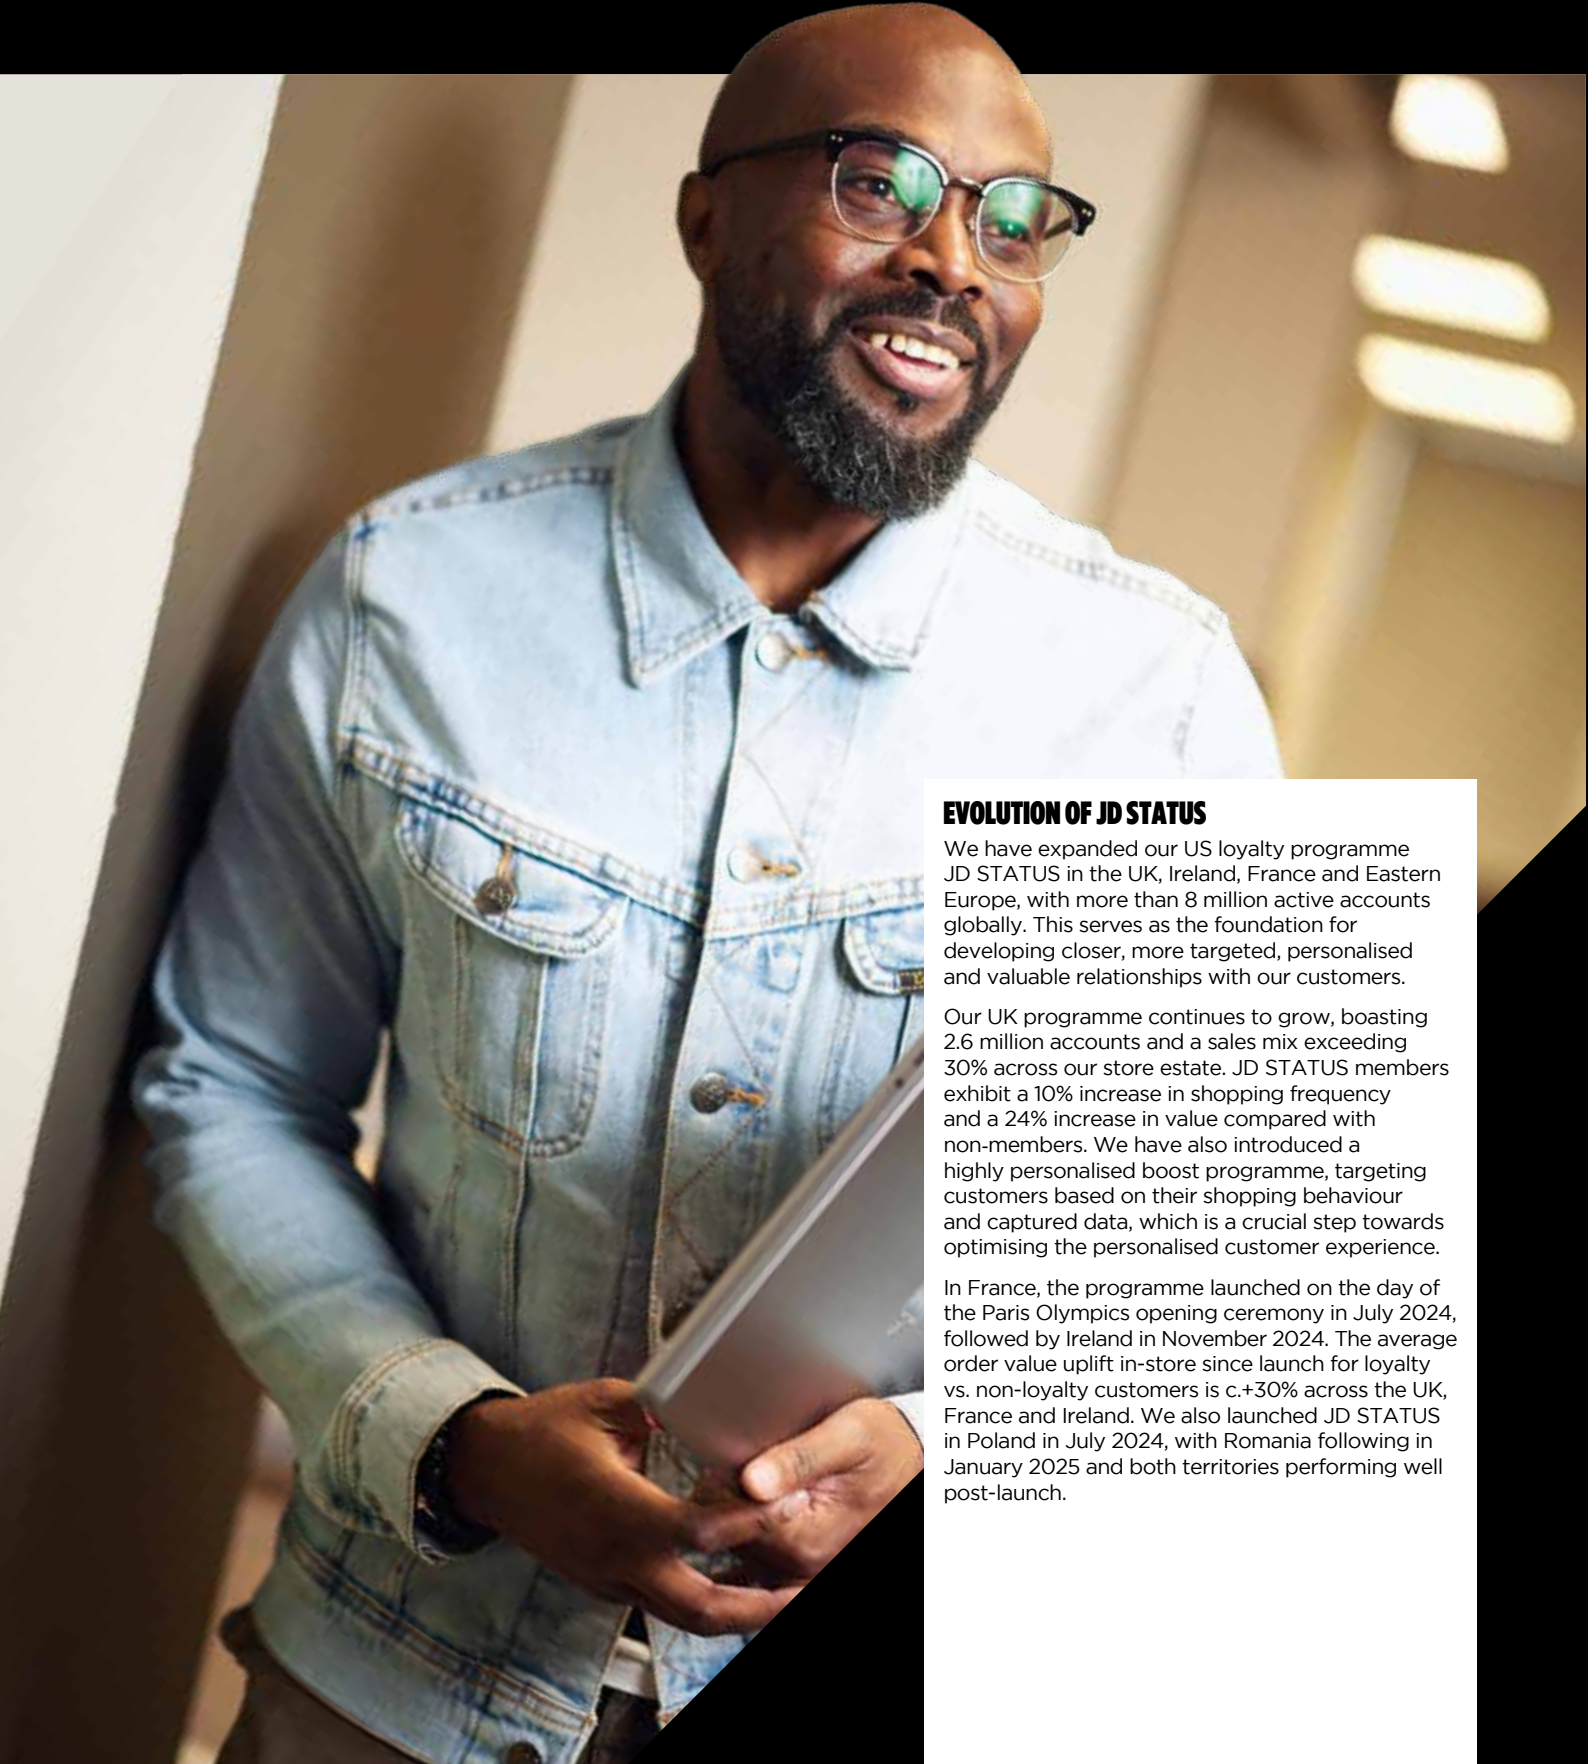 EVOLUTION OF JD STATUS
We have expanded our US loyalty programme
JD STATUS in the UK, Ireland, France and Eastern
Europe, with more than 8 million active accounts
globally. This serves as the foundation for
developing closer, more targeted, personalised
and valuable relationships with our customers.
Our UK programme continues to grow, boasting
2.6 million accounts and a sales mix exceeding
30% across our store estate. JD STATUS members
exhibit a 10% increase in shopping frequency
and a 24% increase in value compared with
non-members. We have also introduced a
highly personalised boost programme, targeting
customers based on their shopping behaviour
and captured data, which is a crucial step towards
optimising the personalised customer experience.
In France, the programme launched on the day of
the Paris Olympics opening ceremony in July 2024,
followed by Ireland in November 2024. The average
order value uplift in-store since launch for loyalty
vs. non-loyalty customers is c.+30% across the UK,
France and Ireland. We also launched JD STATUS
in Poland in July 2024, with Romania following in
January 2025 and both territories performing well
post-launch.